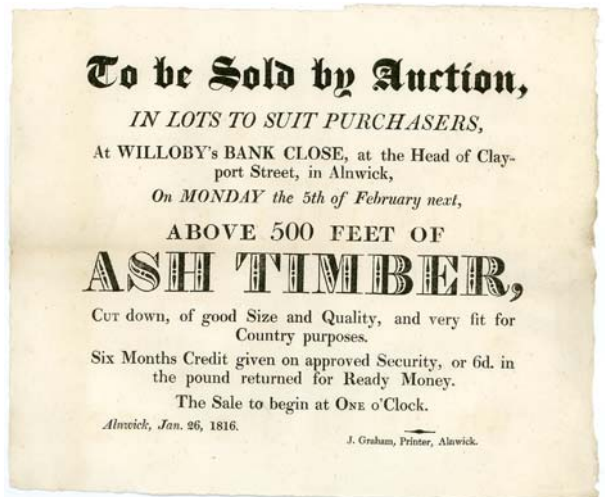 To be Sold by Auction,
IN LOTS TO SUIT PURCHASERS,
At WILLOBY's BANK CLOSE, at the Head of Clay-
port Street, in Alnwick,
On MONDAY the 5th of February next,
ABOVE 500 FEET OF
ASH TIMBER,
CUT down, of good Size and Quality, and very fit for
Country purposes.
Six Months Credit given on approved Security, or 6d. in
the pound returned for Ready Money.
The Sale to begin at ONE o'Clock.
Alnwick, Jan. 26, 1816.
J. Graham, Printer, Alnwick.